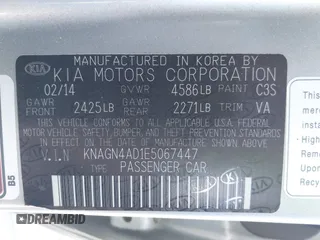 MANUFACTURED IN KOREA BY
KIA KIA MOTORS CORPORATION
02/14 GVWR 4586LB PAINT C3S
GAWR FRONT 2425LB GAWR REAR 2271LB TRIM VA
THIS VEHICLE CONFORMS TO ALL APPLICABLE U.S.A FEDERAL
MOTOR VEHICLE SAFETY, BUMPER, AND THEFT PREVENTION STANDARDS
IN EFFECT ON THE DATE OF MANUFACTURE SHOWN ABOVE.
V.I.N KNAGN4AD1E5067447
TYPE: PASSENGER CAR
B5